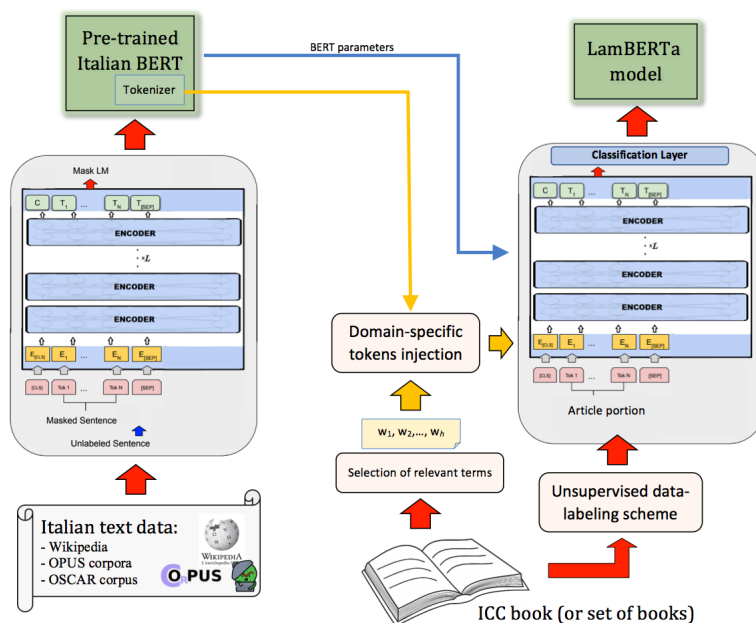 Pre-trained
Italian BERT
Tokenizer
BERT parameters
LamBERTa
model
Mask LM
C T1 ... TN T[SEP]
ENCODER
xL
ENCODER
ENCODER
E[CLS] E1 ... EN E[SEP]
[CLS] Tok 1 ... Tok N [SEP]
Masked Sentence
Unlabeled Sentence
Italian text data:
- Wikipedia
- OPUS corpora
- OSCAR corpus
WIKIPEDIA
L'enciclopedia
OrPUS
Domain-specific
tokens injection
w1, w2,..., wh
Selection of relevant
terms
Classification Layer
C T1 ... TN T[SEP]
ENCODER
xL
ENCODER
ENCODER
E[CLS] E1 ... EN E[SEP]
[CLS] Tok 1 ... Tok N [SEP]
Article portion
Unsupervised data-
labeling scheme
ICC book (or set of books)